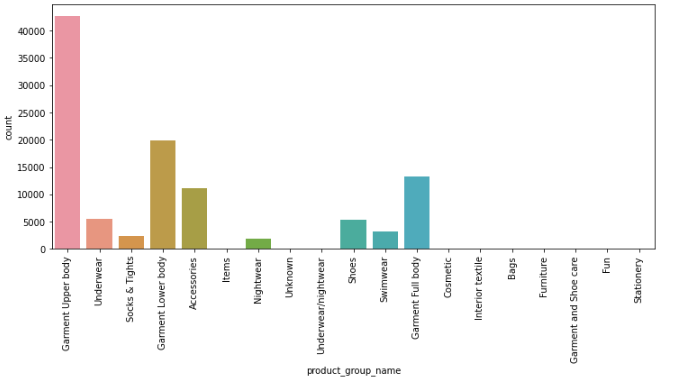 40000
35000
30000
25000
20000
15000
10000
5000
0
count
Garment Upper body
Underwear
Socks & Tights
Garment Lower body
Accessories
Items
Nightwear
Unknown
Underwear/nightwear
Shoes
Swimwear
Garment Full body
Cosmetic
Interior textile
Bags
Furniture
Garment and Shoe care
Fun
Stationery
product_group_name